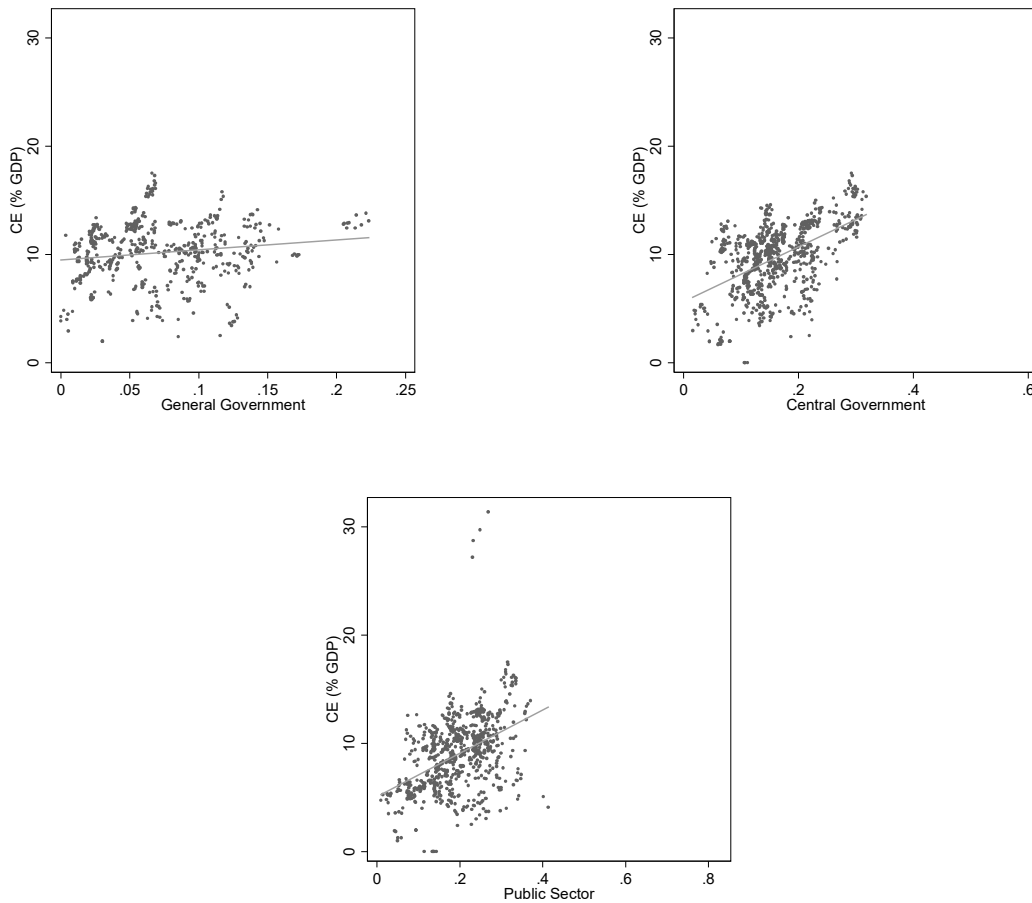 CE (% GDP)
30
20
10
0
0 .05 .1 .15 .2 .25
General Government
CE (% GDP)
30
20
10
0
0 .2 .4 .6
Central Government
CE (% GDP)
30
20
10
0
0 .2 .4 .6 .8
Public Sector